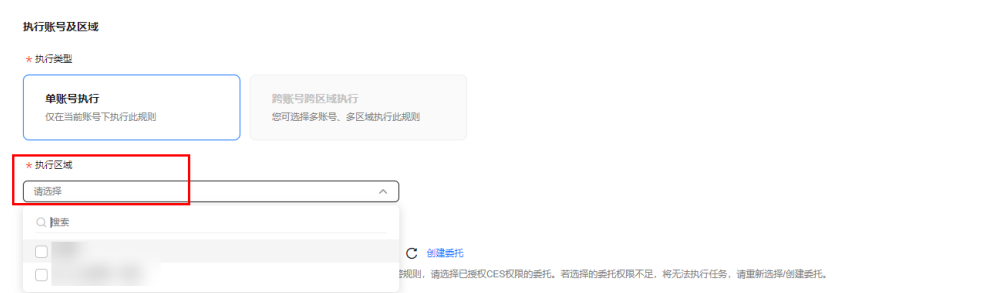 执行账号及区域
* 执行类型
单账号执行
仅在当前账号下执行此规则
跨账号跨区域执行
您可选择多账号、多区域执行此规则
* 执行区域
请选择
搜索
创建委托
规则，请选择已授权CES权限的委托。若选择的委托权限不足，将无法执行任务，请重新选择/创建委托。